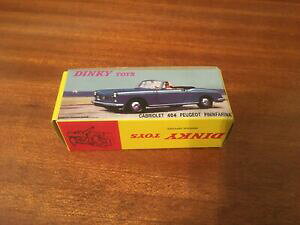 DINKY TOYS
CABRIOLET 404 PEUGEOT PININFARINA
DINKY TOYS